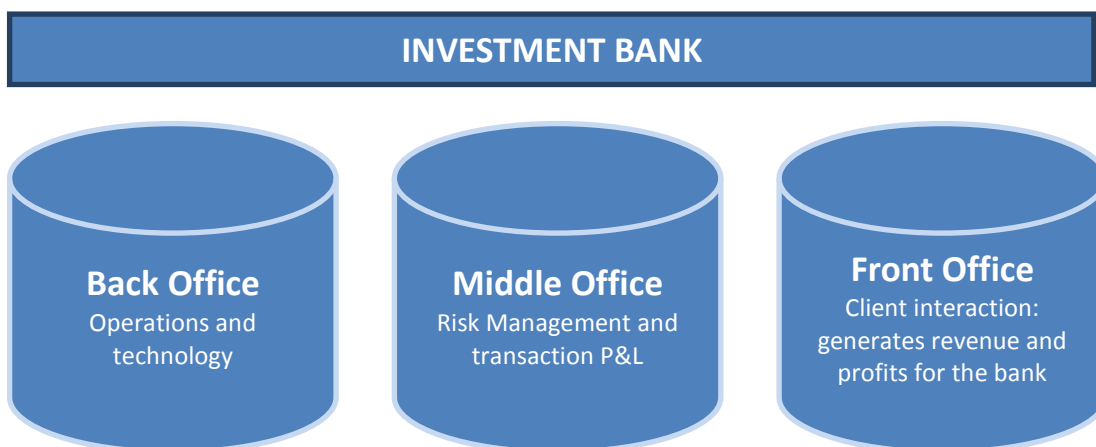 INVESTMENT BANK
Back Office
Operations and
technology
Middle Office
Risk Management and
transaction P&L
Front Office
Client interaction:
generates revenue and
profits for the bank